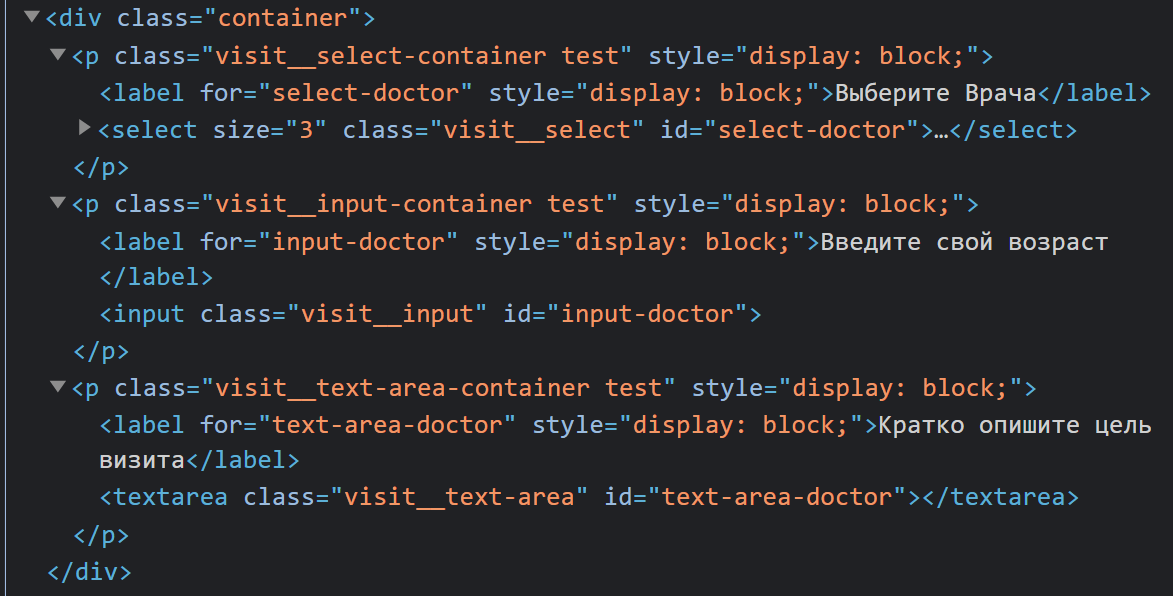 <div class="container">
<p class="visit__select-container test" style="display: block;">
<label for="select-doctor" style="display: block;">Выберите Врача</label>
<select size="3" class="visit__select" id="select-doctor">…</select>
</p>
<p class="visit__input-container test" style="display: block;">
<label for="input-doctor" style="display: block;">Введите свой возраст
</label>
<input class="visit__input" id="input-doctor">
</p>
<p class="visit__text-area-container test" style="display: block;">
<label for="text-area-doctor" style="display: block;">Кратко опишите цель
визита</label>
<textarea class="visit__text-area" id="text-area-doctor"></textarea>
</p>
</div>